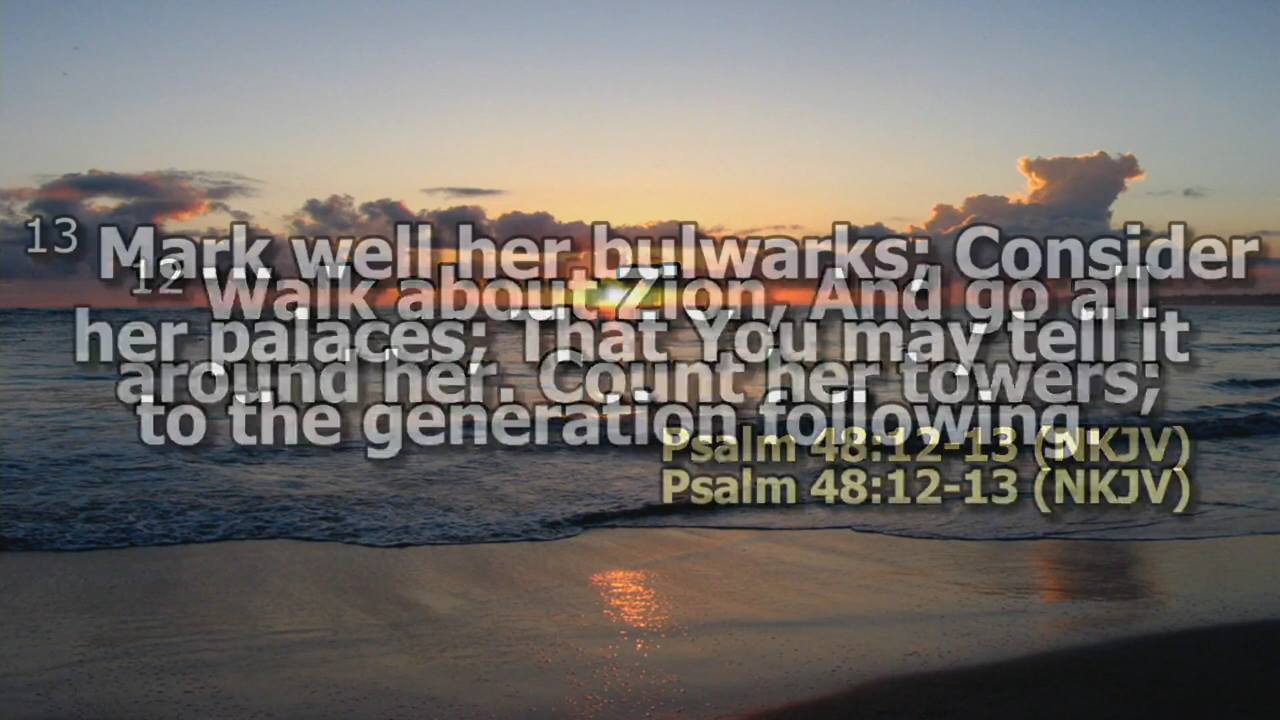 13 Mark well her bulwarks; Consider
12 Walk about Zion, And go all
her palaces; That You may tell it
around her. Count her towers;
to the generation following.
Psalm 48:12-13 (NKJV)
Psalm 48:12-13 (NKJV)